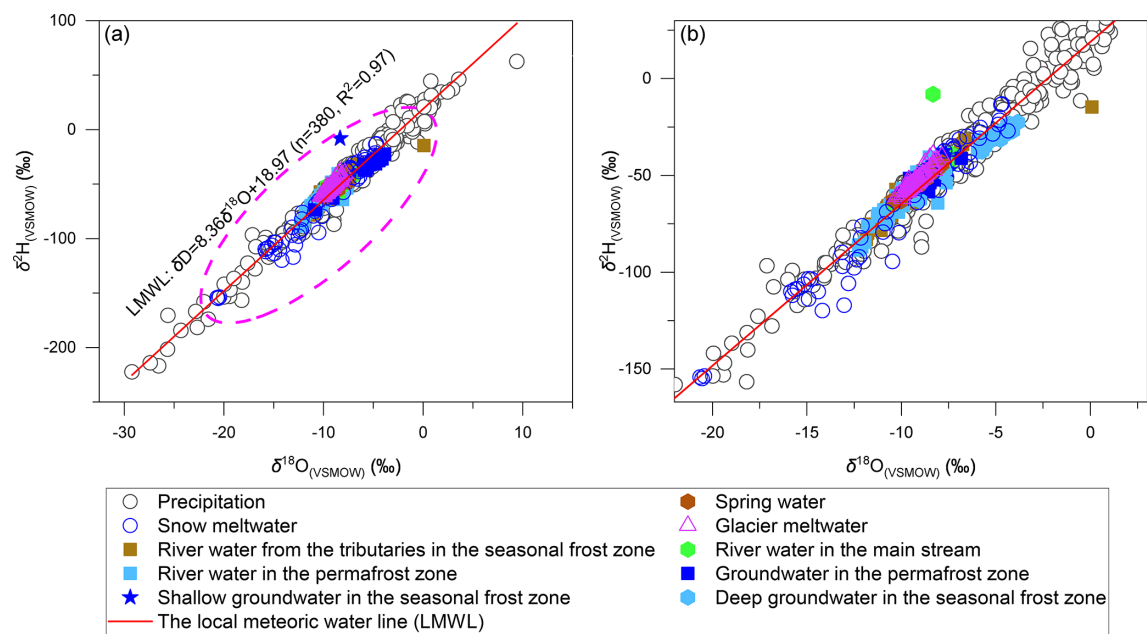 (a)
100
0
-100
-200
δ²H(VSMOW) (‰)
LMWL: δD=8.36δ¹⁸O+18.97 (n=380, R²=0.97)
-30
-20
-10
0
10
δ¹⁸O(VSMOW) (‰)
(b)
0
-50
-100
-150
δ²H(VSMOW) (‰)
-20
-15
-10
-5
0
δ¹⁸O(VSMOW) (‰)
Precipitation
Snow meltwater
River water from the tributaries in the seasonal frost zone
River water in the permafrost zone
Shallow groundwater in the seasonal frost zone
The local meteoric water line (LMWL)
Spring water
Glacier meltwater
River water in the main stream
Groundwater in the permafrost zone
Deep groundwater in the seasonal frost zone